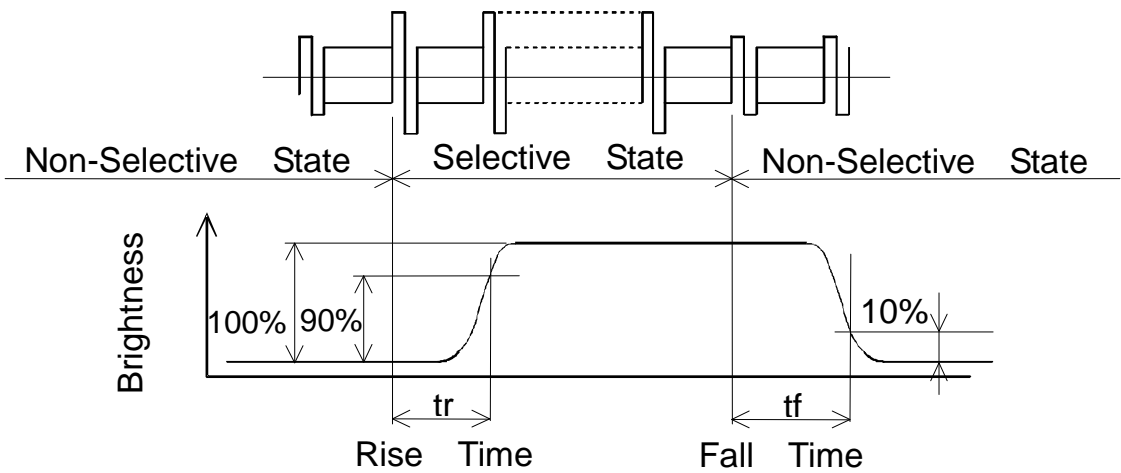 Non-Selective State Selective State Non-Selective State
Brightness
100% 90% 10%
tr tf
Rise Time Fall Time